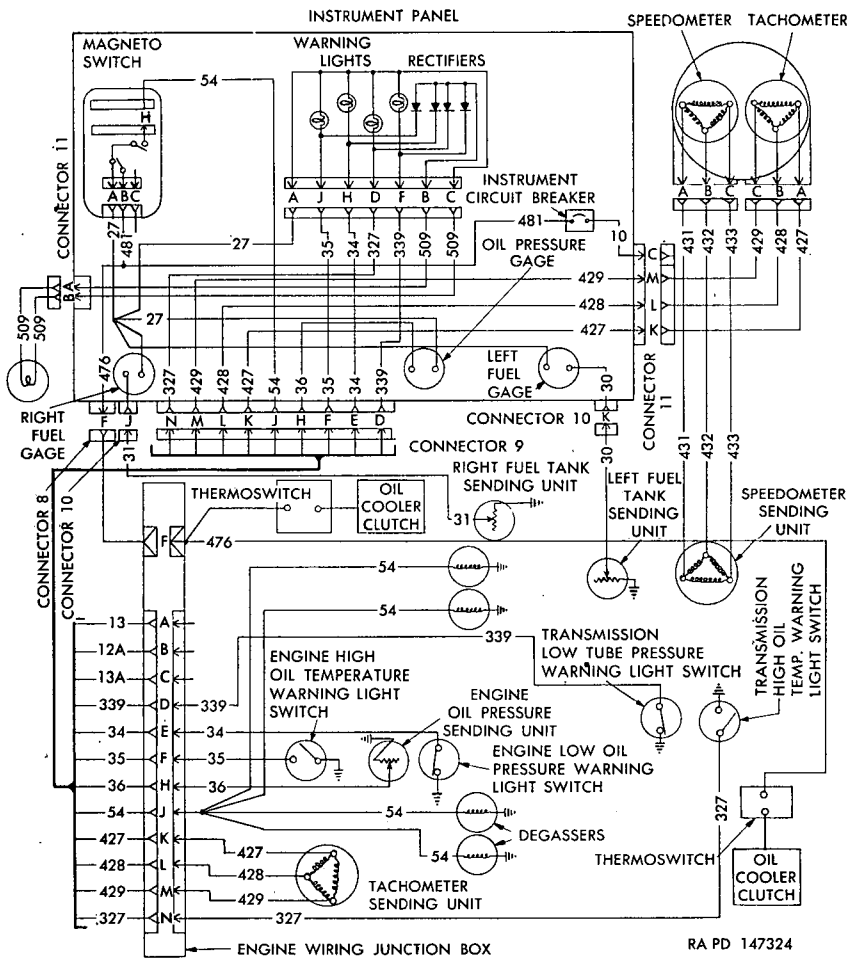 INSTRUMENT PANEL
SPEEDOMETER
TACHOMETER
MAGNETO
SWITCH
WARNING
LIGHTS
RECTIFIERS
54
H
CONNECTOR 11
A B C
A J H D F B C
INSTRUMENT
CIRCUIT BREAKER
A B C C B A
27
481
27
35
34
327
339
509
509
481
10
OIL PRESSURE
GAGE
431
432
433
429
428
427
C
B A
429
M
428
L
427
K
509
509
27
476
327
429
428
427
54
36
35
34
339
LEFT
FUEL
GAGE
30
CONNECTOR
11
RIGHT
FUEL
GAGE
F
J
N M L K J H F E D
CONNECTOR 10
K
31
CONNECTOR 9
30
431
432
433
CONNECTOR 8
CONNECTOR 10
RIGHT FUEL TANK
SENDING UNIT
LEFT FUEL
TANK
SENDING
UNIT
SPEEDOMETER
SENDING
UNIT
THERMOSWITCH
OIL
COOLER
CLUTCH
31
F
476
54
54
339
TRANSMISSION
LOW TUBE PRESSURE
WARNING LIGHT SWITCH
TRANSMISSION
HIGH OIL
TEMP. WARNING
LIGHT SWITCH
13 A
12A B
13A C
339 D 339
34 E 34
35 F 35
36 H 36
54 J
427 K 427
428 L 428
429 M 429
327 N 327
ENGINE HIGH
OIL TEMPERATURE
WARNING LIGHT
SWITCH
ENGINE
OIL PRESSURE
SENDING UNIT
ENGINE LOW OIL
PRESSURE WARNING
LIGHT SWITCH
54
DEGASSERS
54
327
THERMOSWITCH
OIL
COOLER
CLUTCH
TACHOMETER
SENDING UNIT
ENGINE WIRING JUNCTION BOX
RA PD 147324